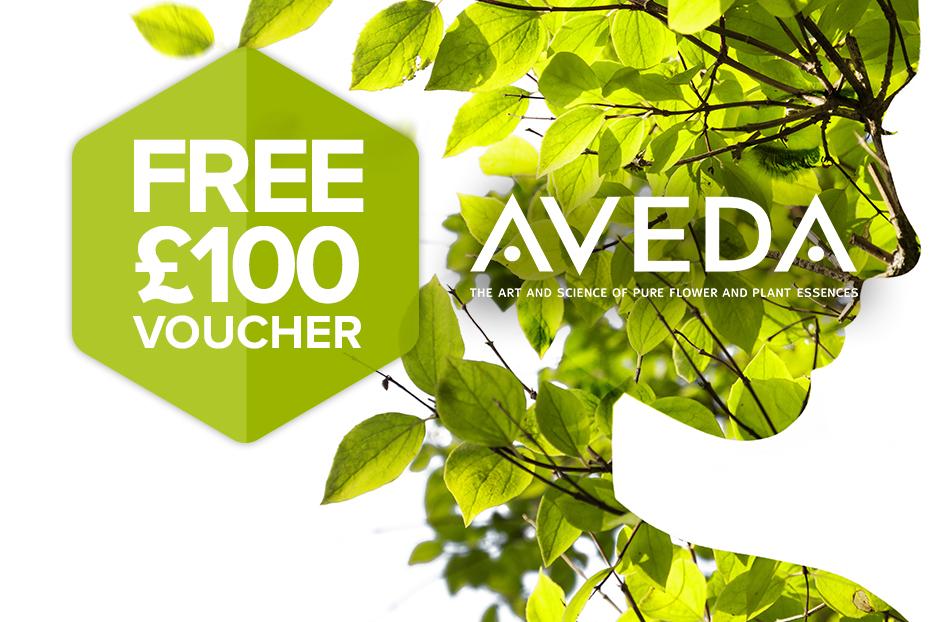 FREE
£100
VOUCHER
AVEDA
THE ART AND SCIENCE OF PURE FLOWER AND PLANT ESSENCES